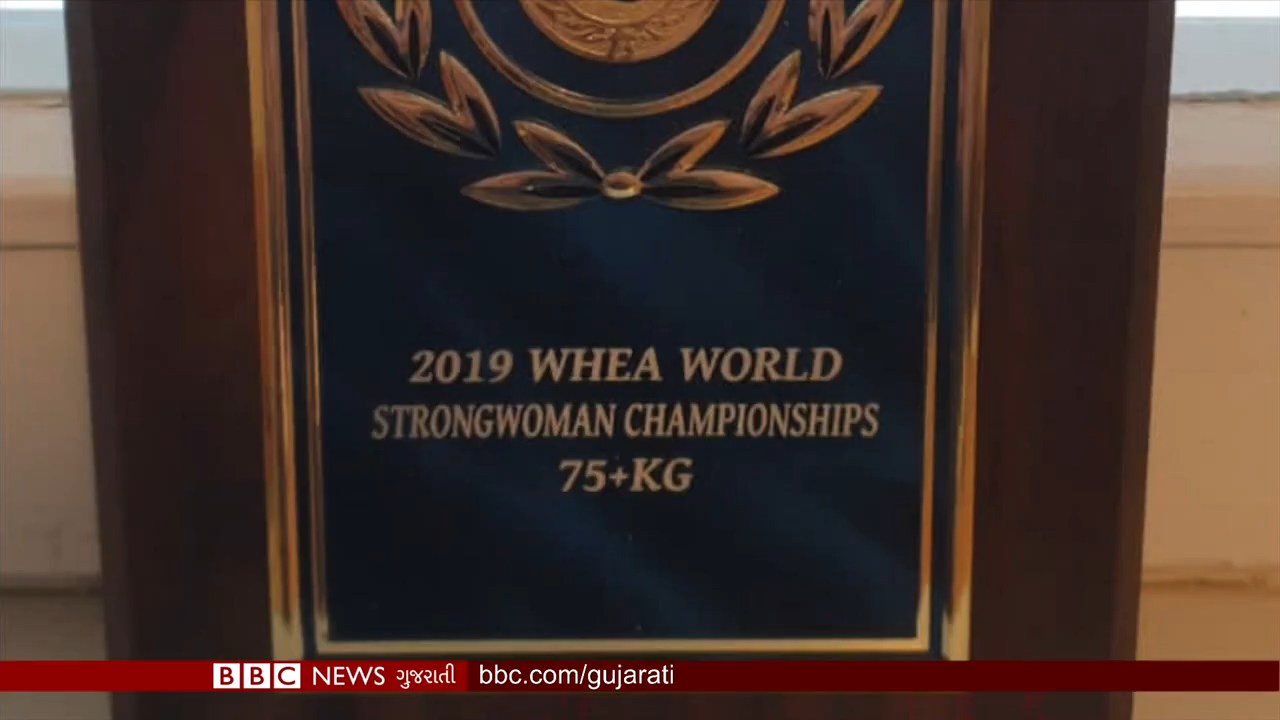 2019 WHEA WORLD
STRONGWOMAN CHAMPIONSHIPS
75+KG
BBC NEWS ગુજરાતી bbc.com/gujarati